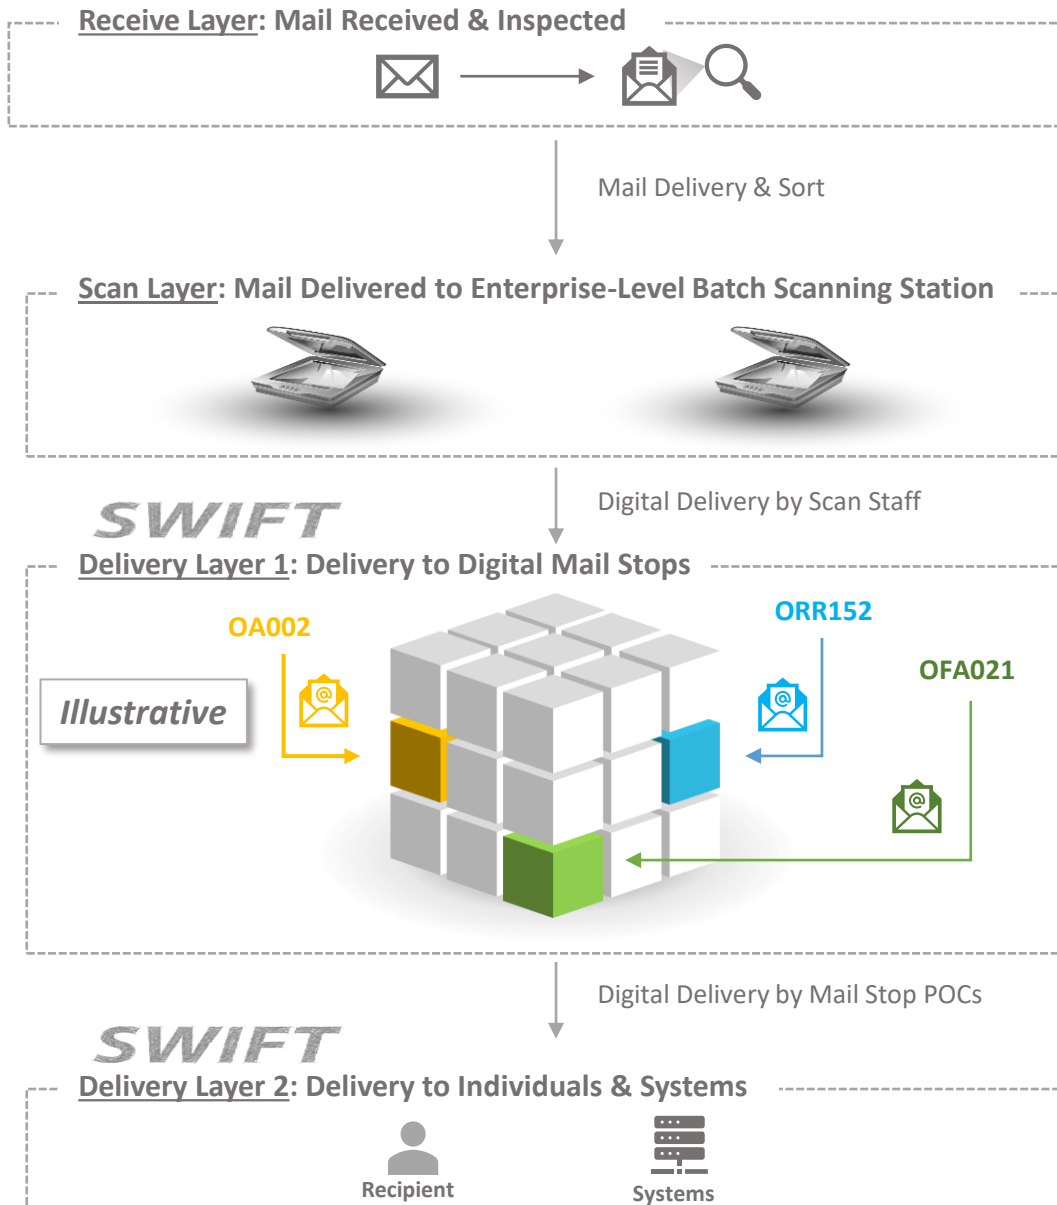 Receive Layer: Mail Received & Inspected
Mail Delivery & Sort
Scan Layer: Mail Delivered to Enterprise-Level Batch Scanning Station
Digital Delivery by Scan Staff
SWIFT
Delivery Layer 1: Delivery to Digital Mail Stops
OA002
ORR152
OFA021
Illustrative
@
@
@
Digital Delivery by Mail Stop POCs
SWIFT
Delivery Layer 2: Delivery to Individuals & Systems
Recipient
Systems